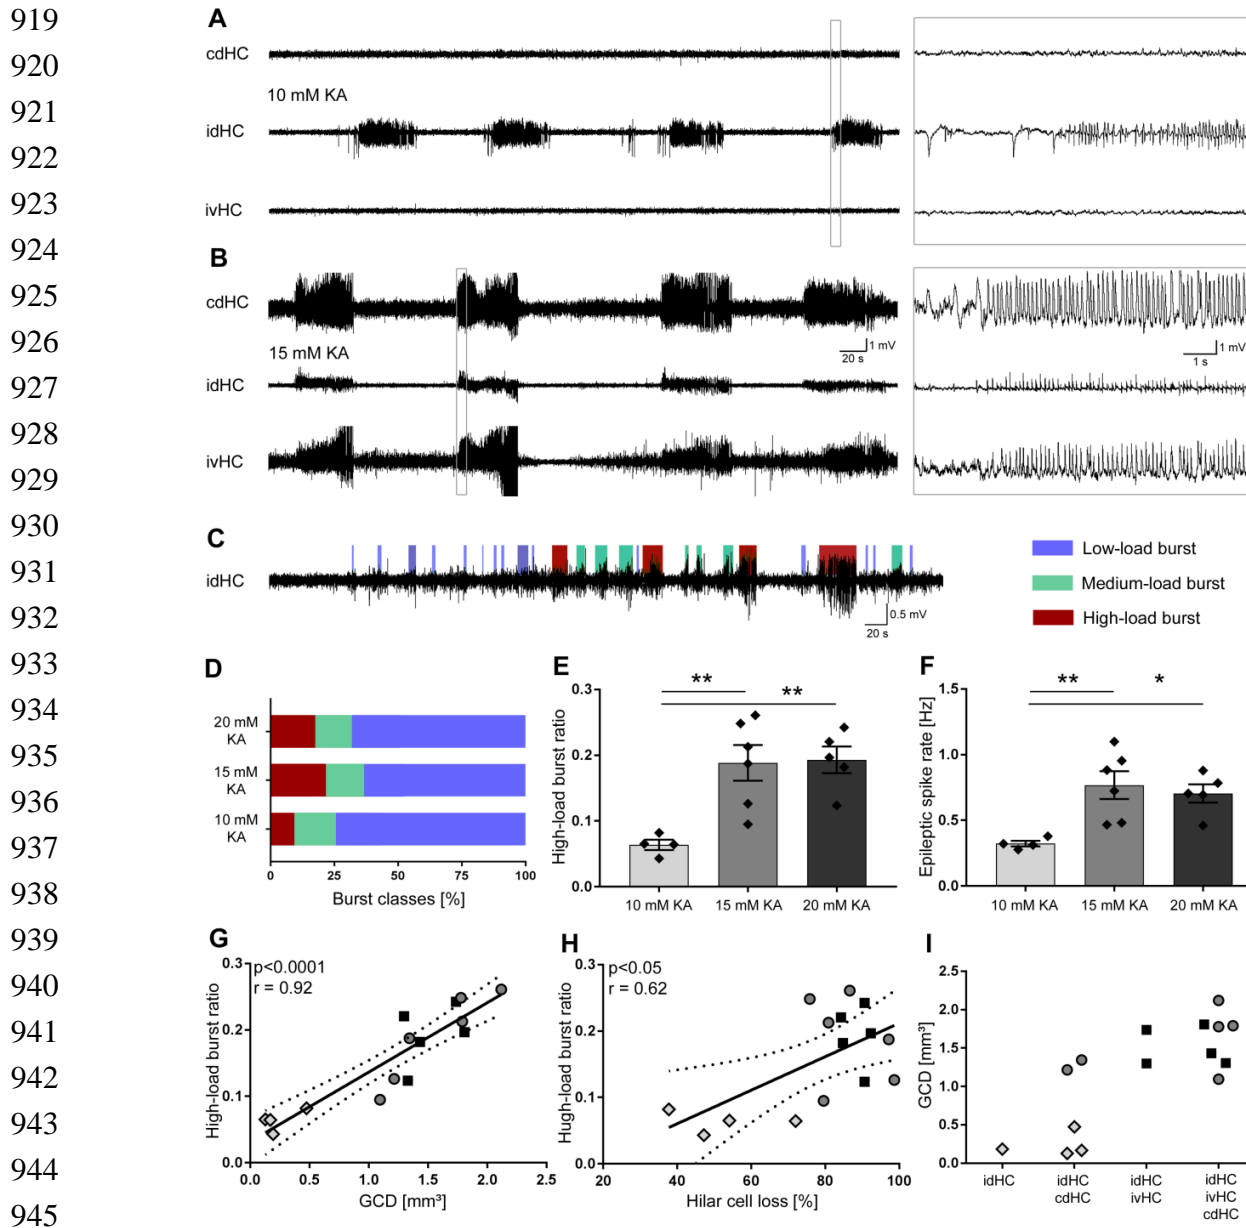 919
920
921
922
923
924
925
926
927
928
929
930
931
932
933
934
935
936
937
938
939
940
941
942
943
944
945
A
cdHC
10 mM KA
idHC
ivHC
B
cdHC
1 mV
20 s
1 mV
1 s
15 mM KA
idHC
ivHC
C
idHC
0.5 mV
20 s
Low-load burst
Medium-load burst
High-load burst
D
20 mM
KA
15 mM
KA
10 mM
KA
0 25 50 75 100
Burst classes [%]
E
** **
High-load burst ratio
0.3
0.2
0.1
0.0
10 mM KA 15 mM KA 20 mM KA
F
** *
Epileptic spike rate [Hz]
1.5
1.0
0.5
0.0
10 mM KA 15 mM KA 20 mM KA
G
p<0.0001
r = 0.92
High-load burst ratio
0.3
0.2
0.1
0.0
0.0 0.5 1.0 1.5 2.0 2.5
GCD [mm³]
H
p<0.05
r = 0.62
Hugh-load burst ratio
0.3
0.2
0.1
0.0
20 40 60 80 100
Hilar cell loss [%]
I
GCD [mm³]
2.5
2.0
1.5
1.0
0.5
0.0
idHC
idHC
cdHC
idHC
ivHC
idHC
ivHC
cdHC